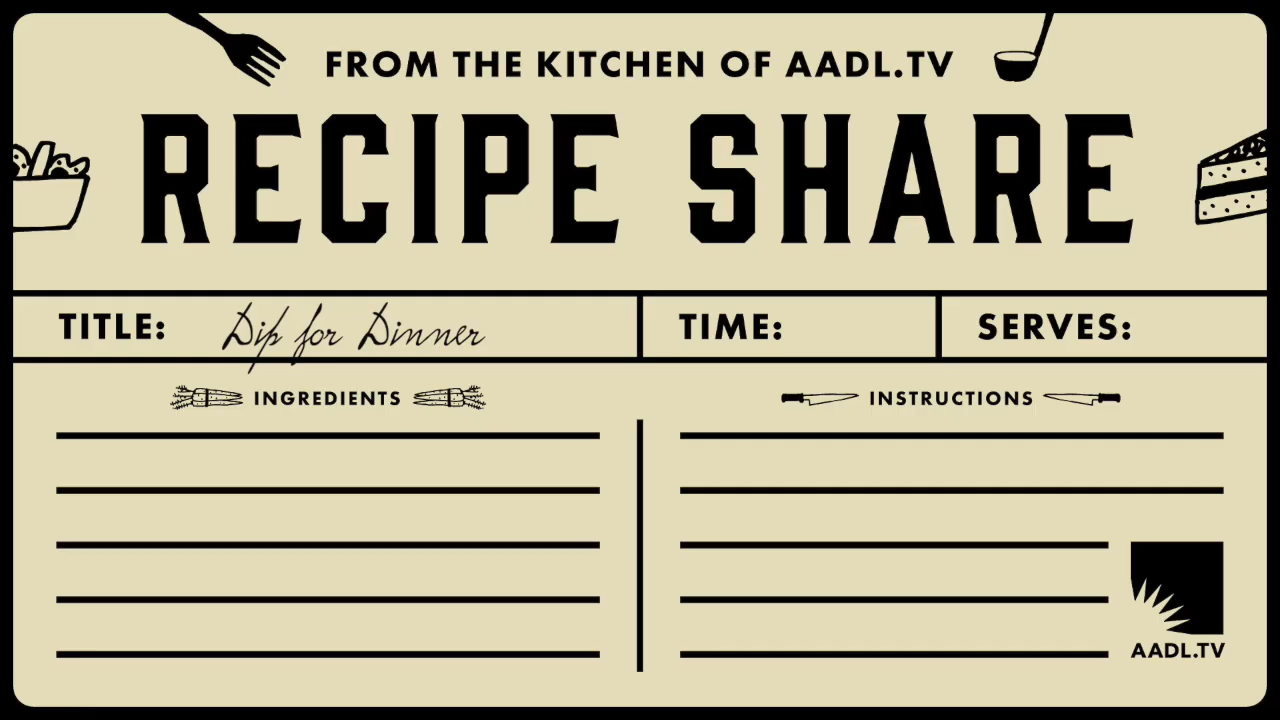 FROM THE KITCHEN OF AADL.TV
RECIPE SHARE
TITLE: Dip for Dinner
TIME:
SERVES:
INGREDIENTS
INSTRUCTIONS
AADL.TV